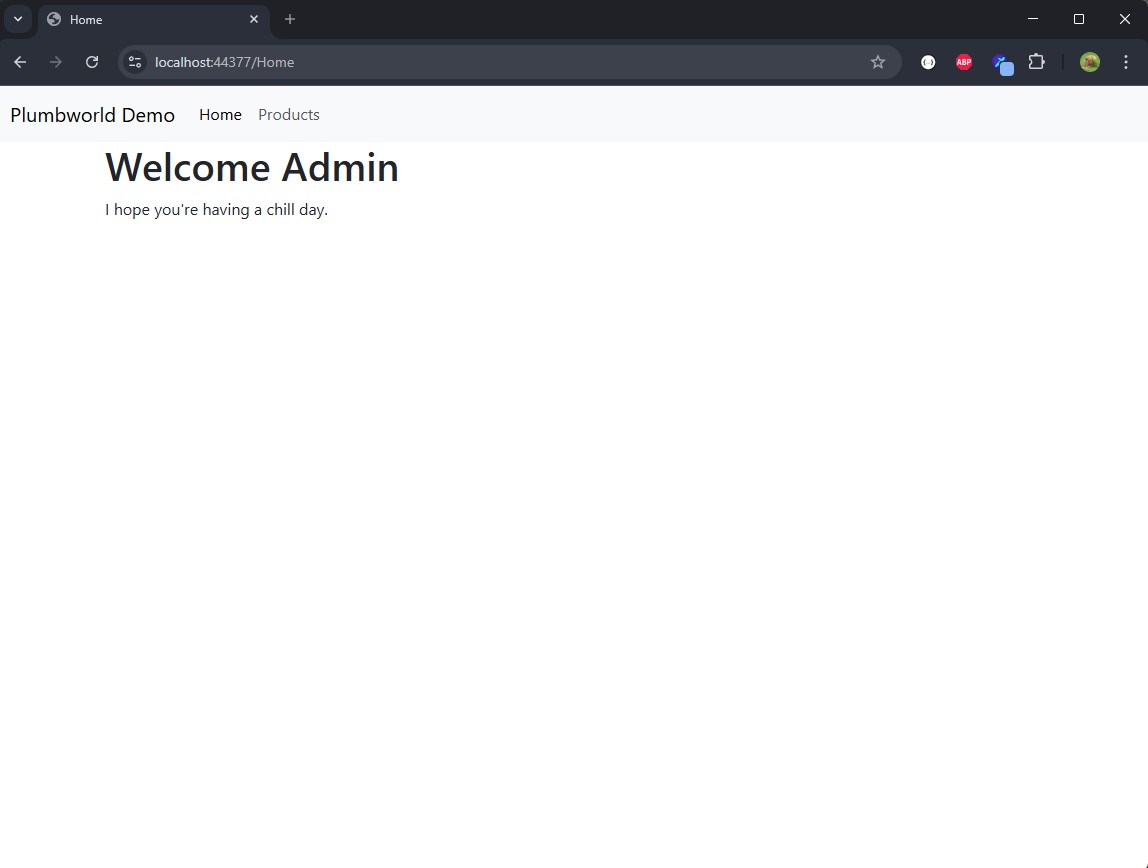 Home
localhost:44377/Home
ABP
Plumbworld Demo Home Products
Welcome Admin
I hope you're having a chill day.